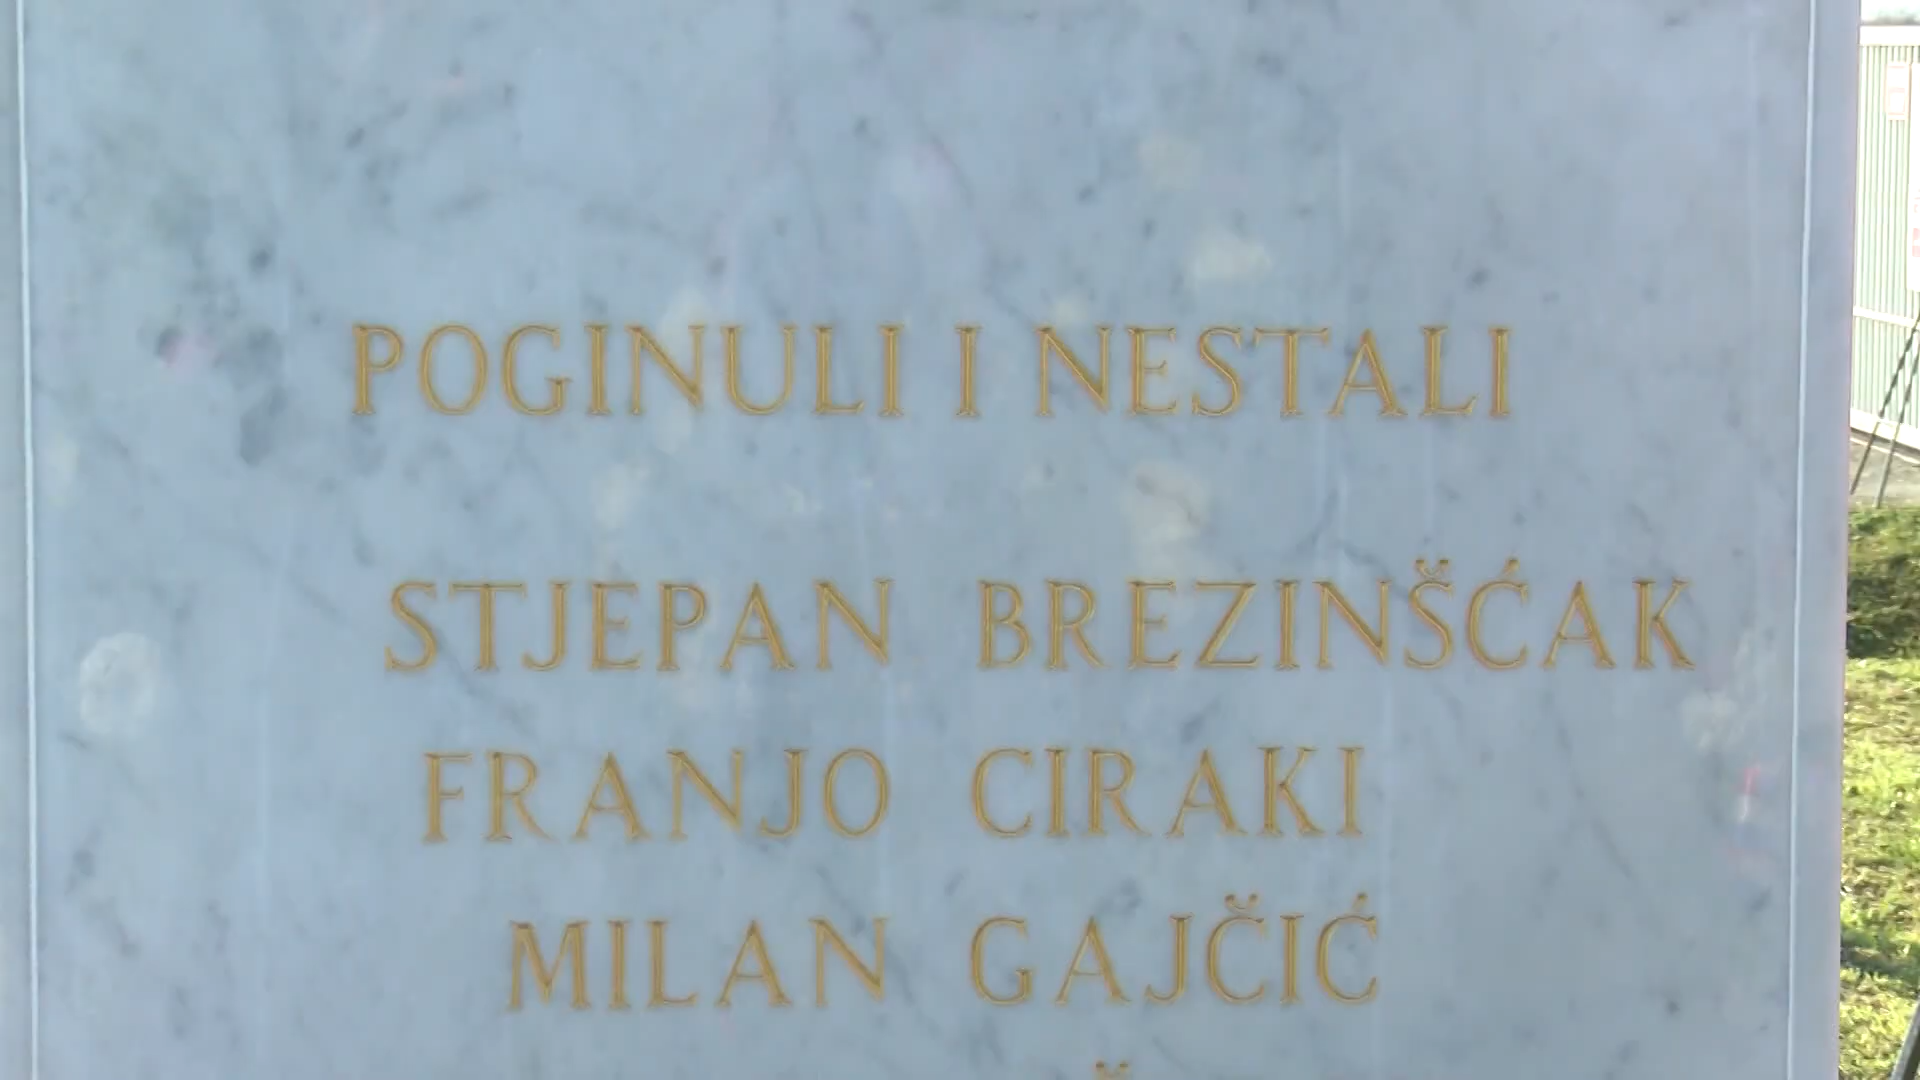 POGINULI I NESTALI
STJEPAN BREZINŠĆAK
FRANJO CIRAKI
MILAN GAJČIĆ